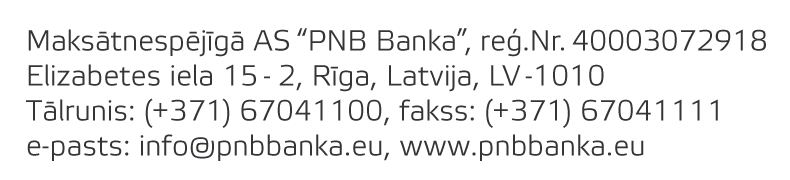 Maksātnespējīgā AS “PNB Banka”, reģ.Nr. 40003072918
Elizabetes iela 15 - 2, Rīga, Latvija, LV-1010
Tālrunis: (+371) 67041100, fakss: (+371) 67041111
e-pasts: info@pnbbanka.eu, www.pnbbanka.eu